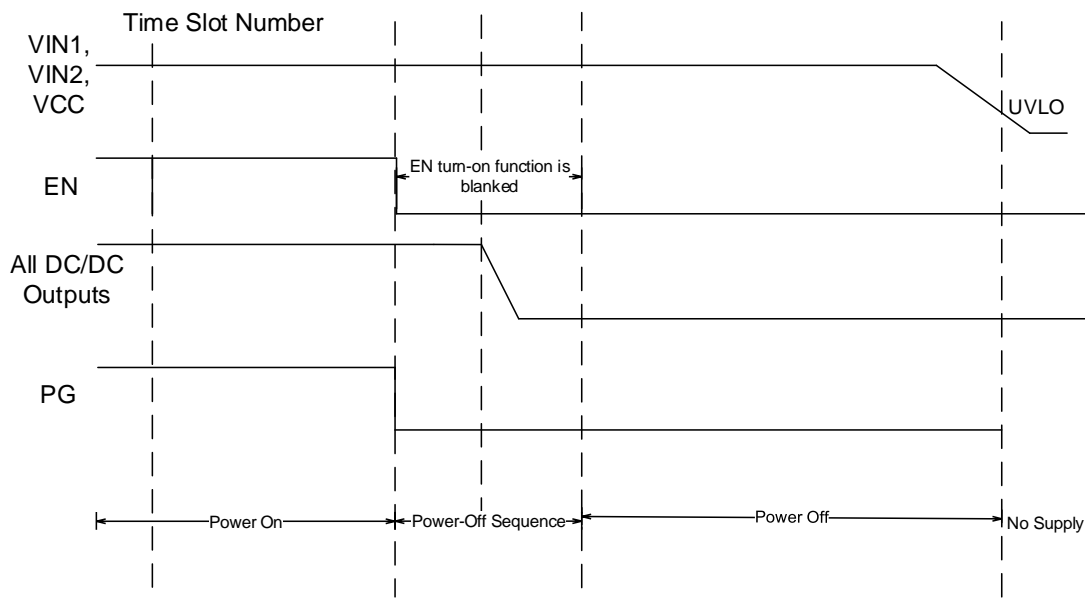 Time Slot Number
VIN1,
VIN2,
VCC
UVLO
EN turn-on function is
blanked
EN
All DC/DC
Outputs
PG
Power On
Power-Off Sequence
Power Off
No Supply